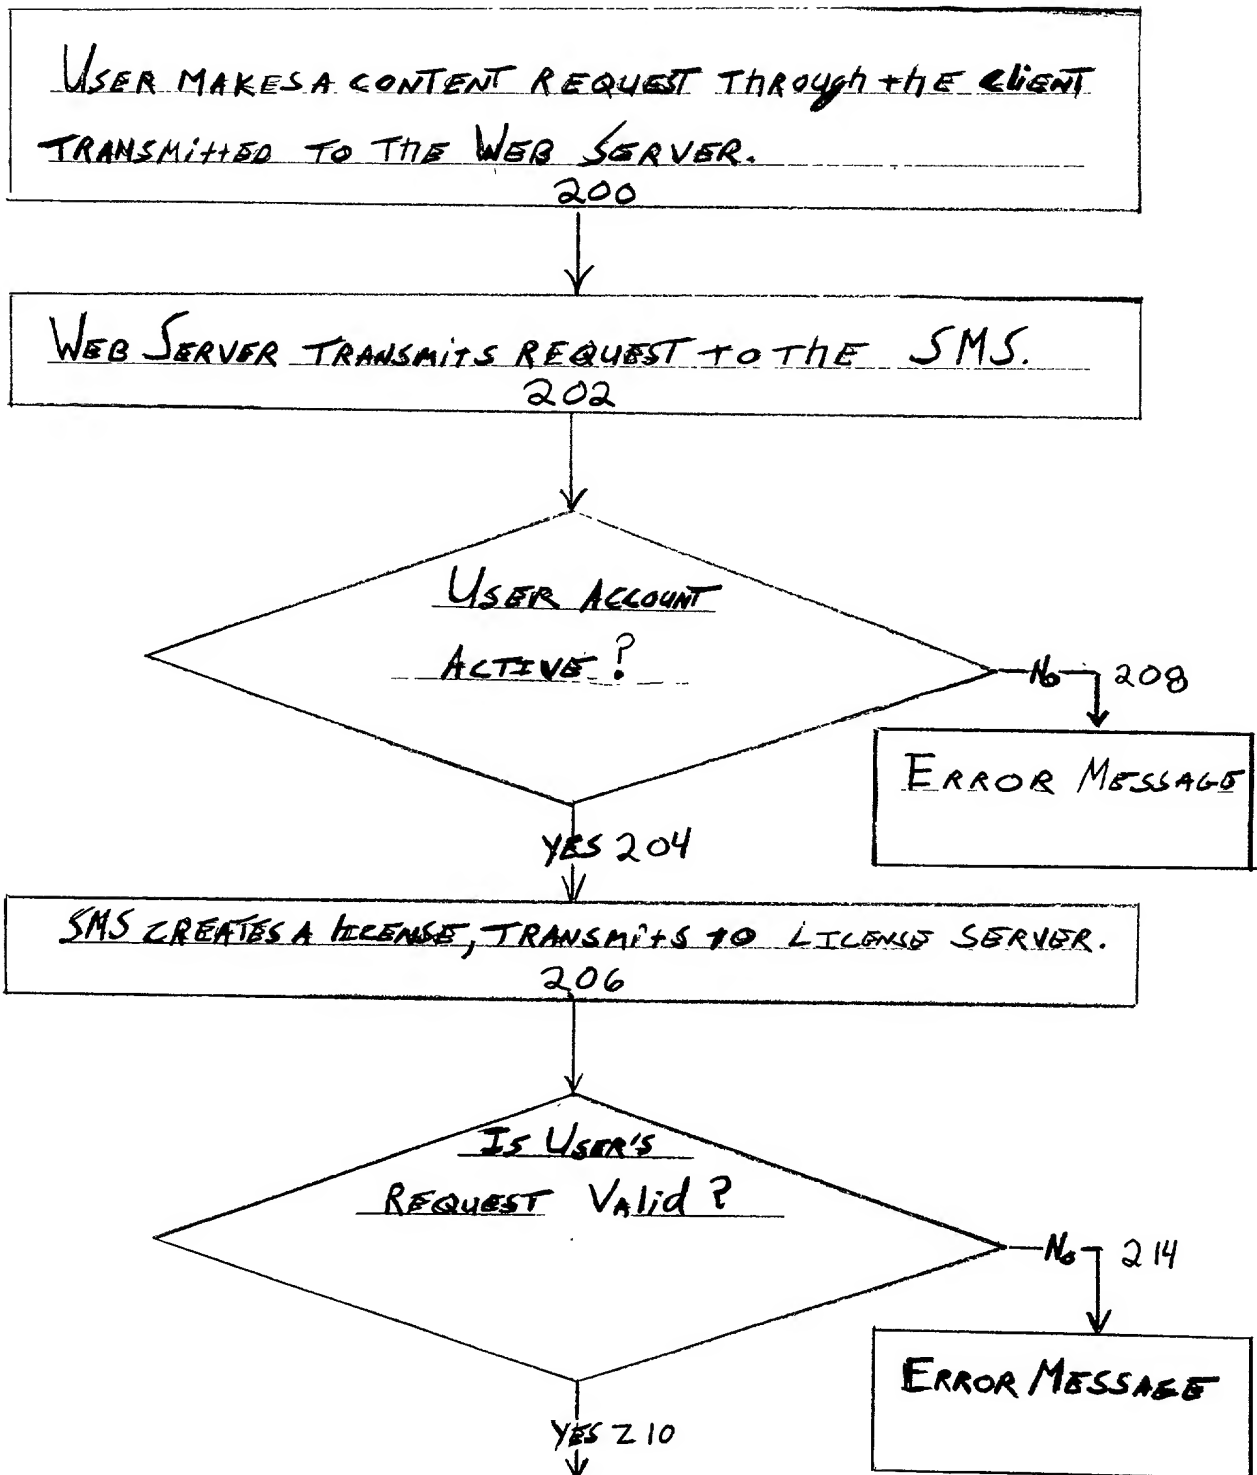 USER MAKES A CONTENT REQUEST THROUGH THE CLIENT
TRANSMITTED TO THE WEB SERVER.
200
WEB SERVER TRANSMITS REQUEST TO THE SMS.
202
USER ACCOUNT
ACTIVE?
No 208
ERROR MESSAGE
YES 204
SMS CREATES A LICENSE, TRANSMITS TO LICENSE SERVER.
206
IS USER'S
REQUEST VALID?
No 214
ERROR MESSAGE
YES 210